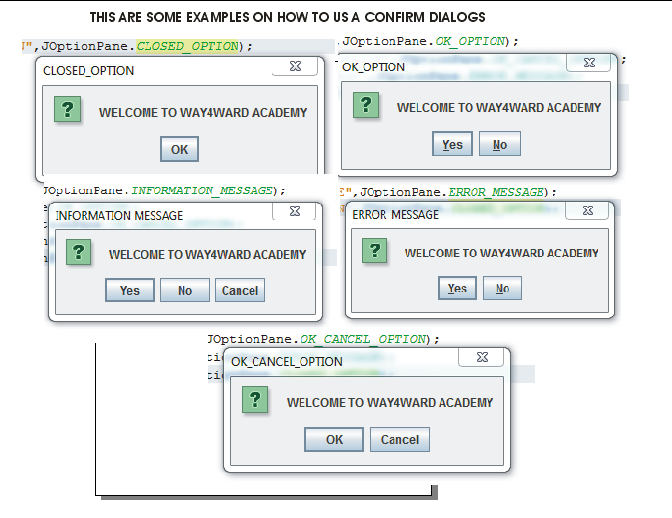 THIS ARE SOME EXAMPLES ON HOW TO US A CONFIRM DIALOGS
",JOptionPane.CLOSED_OPTION);
CLOSED_OPTION
WELCOME TO WAY4WARD ACADEMY
OK
.JOptionPane.OK_OPTION);
OK_OPTION
WELCOME TO WAY4WARD ACADEMY
Yes No
JOptionPane.INFORMATION_MESSAGE);
INFORMATION MESSAGE
WELCOME TO WAY4WARD ACADEMY
Yes No Cancel
E",JOptionPane.ERROR_MESSAGE);
ERROR MESSAGE
WELCOME TO WAY4WARD ACADEMY
Yes No
JOptionPane.OK_CANCEL_OPTION);
OK_CANCEL_OPTION
WELCOME TO WAY4WARD ACADEMY
OK Cancel